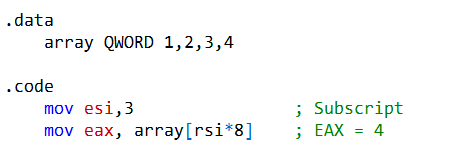 .data
array QWORD 1,2,3,4
.code
mov esi,3 ; Subscript
mov eax, array[rsi*8] ; EAX = 4